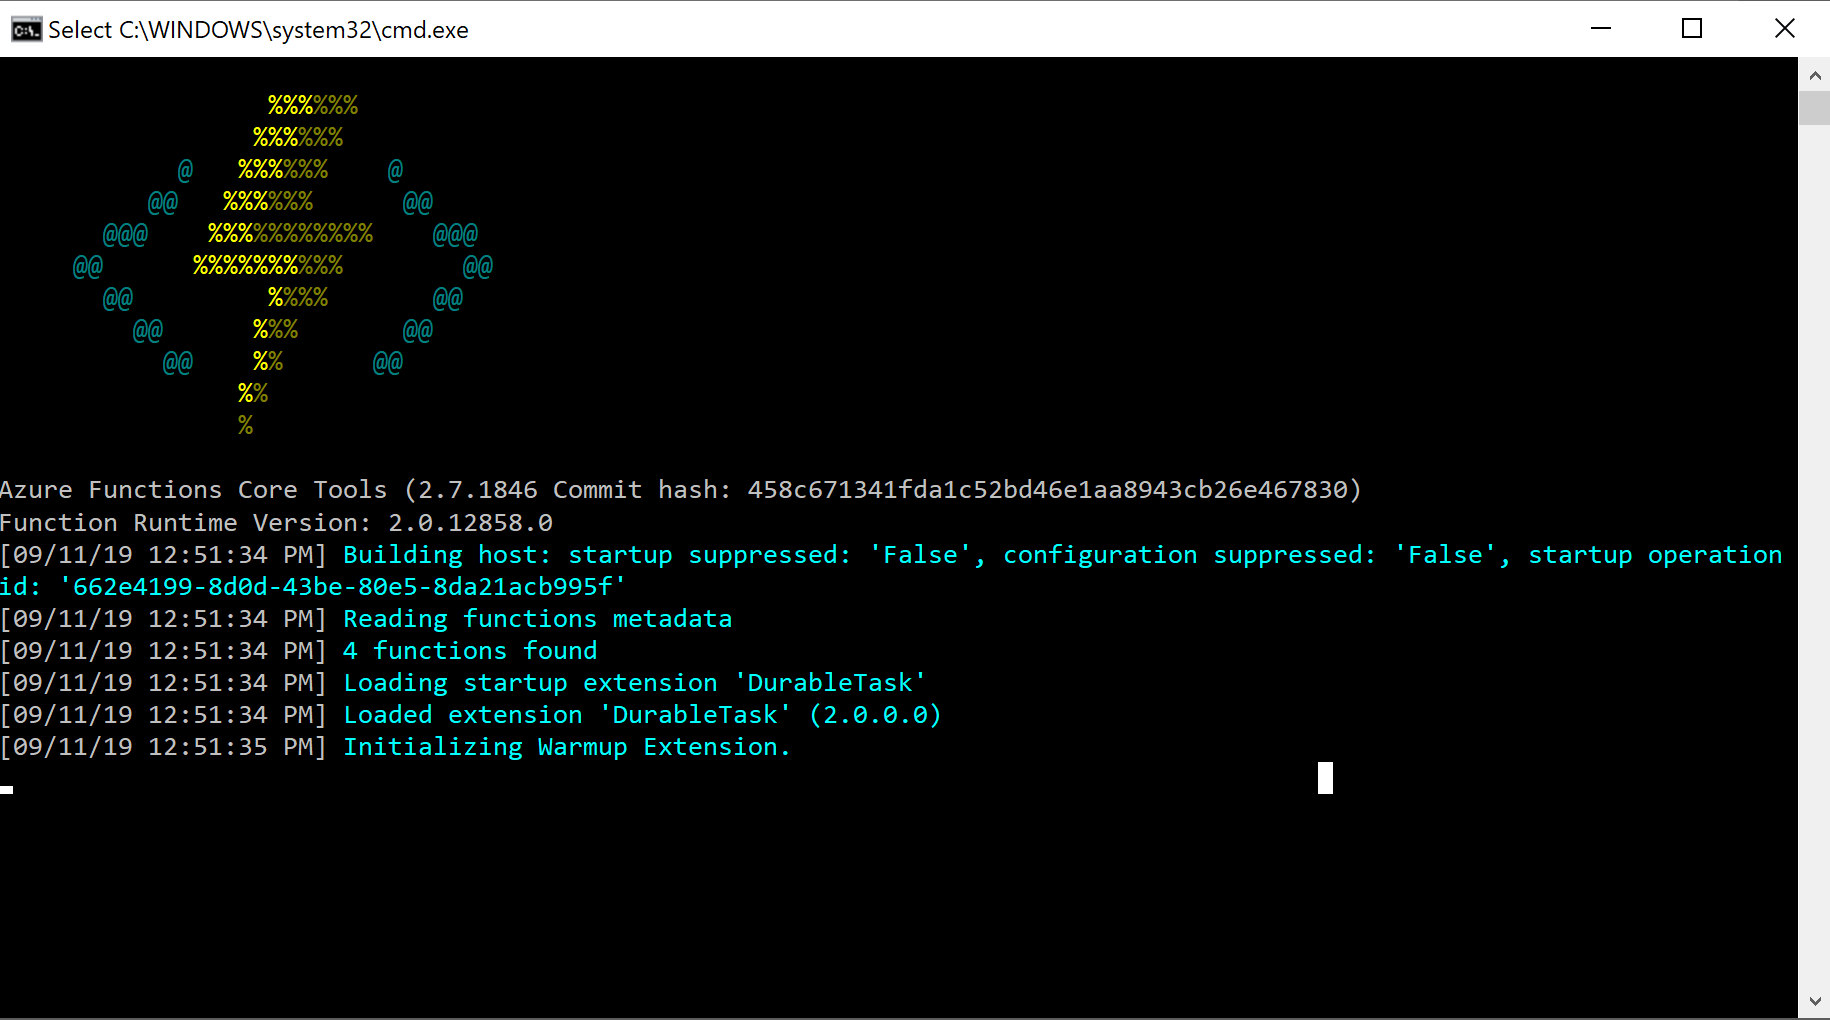 Select C:\WINDOWS\system32\cmd.exe
%%%%%%
%%%%%%
@ %%%%%% @
@@ %%%%%% @@
@@@ %%%%%%%%%%% @@@
@@ %%%%%%%%%% @@
@@ %%%% @@
@@ %%% @@
@@ %% @@
%%
%
Azure Functions Core Tools (2.7.1846 Commit hash: 458c671341fda1c52bd46e1aa8943cb26e467830)
Function Runtime Version: 2.0.12858.0
[09/11/19 12:51:34 PM] Building host: startup suppressed: 'False', configuration suppressed: 'False', startup operation
id: '662e4199-8d0d-43be-80e5-8da21acb995f'
[09/11/19 12:51:34 PM] Reading functions metadata
[09/11/19 12:51:34 PM] 4 functions found
[09/11/19 12:51:34 PM] Loading startup extension 'DurableTask'
[09/11/19 12:51:34 PM] Loaded extension 'DurableTask' (2.0.0.0)
[09/11/19 12:51:35 PM] Initializing Warmup Extension.